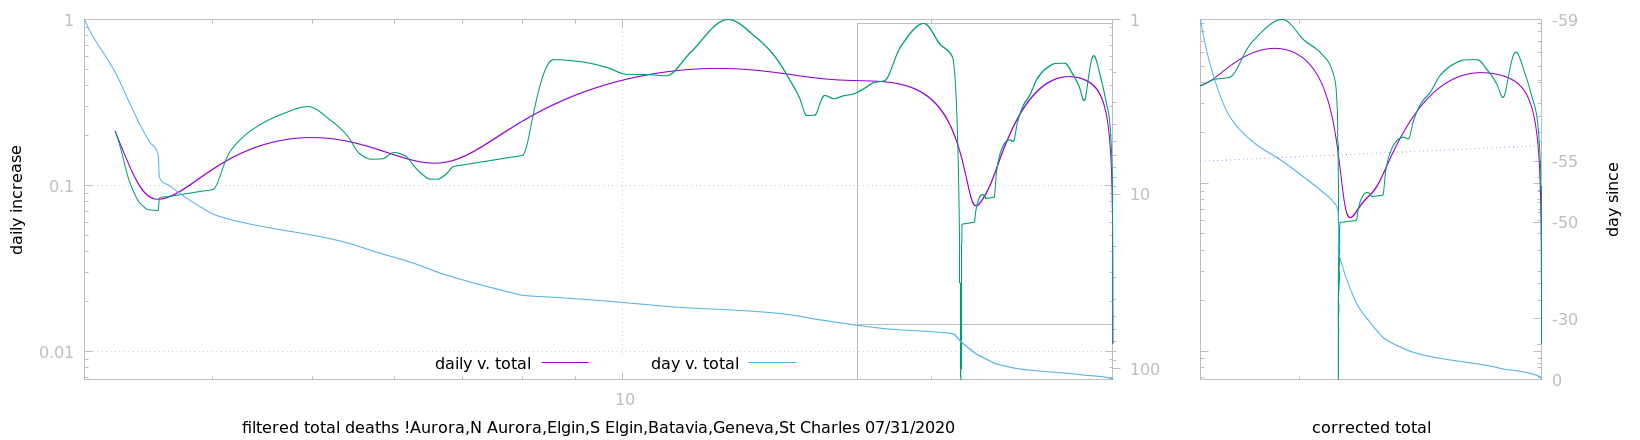 1 1 -59
0.1 10 -55
-50
-30
0.01 100 0
daily increase
day since
daily v. total day v. total
10
filtered total deaths !Aurora,N Aurora,Elgin,S Elgin,Batavia,Geneva,St Charles 07/31/2020 corrected total